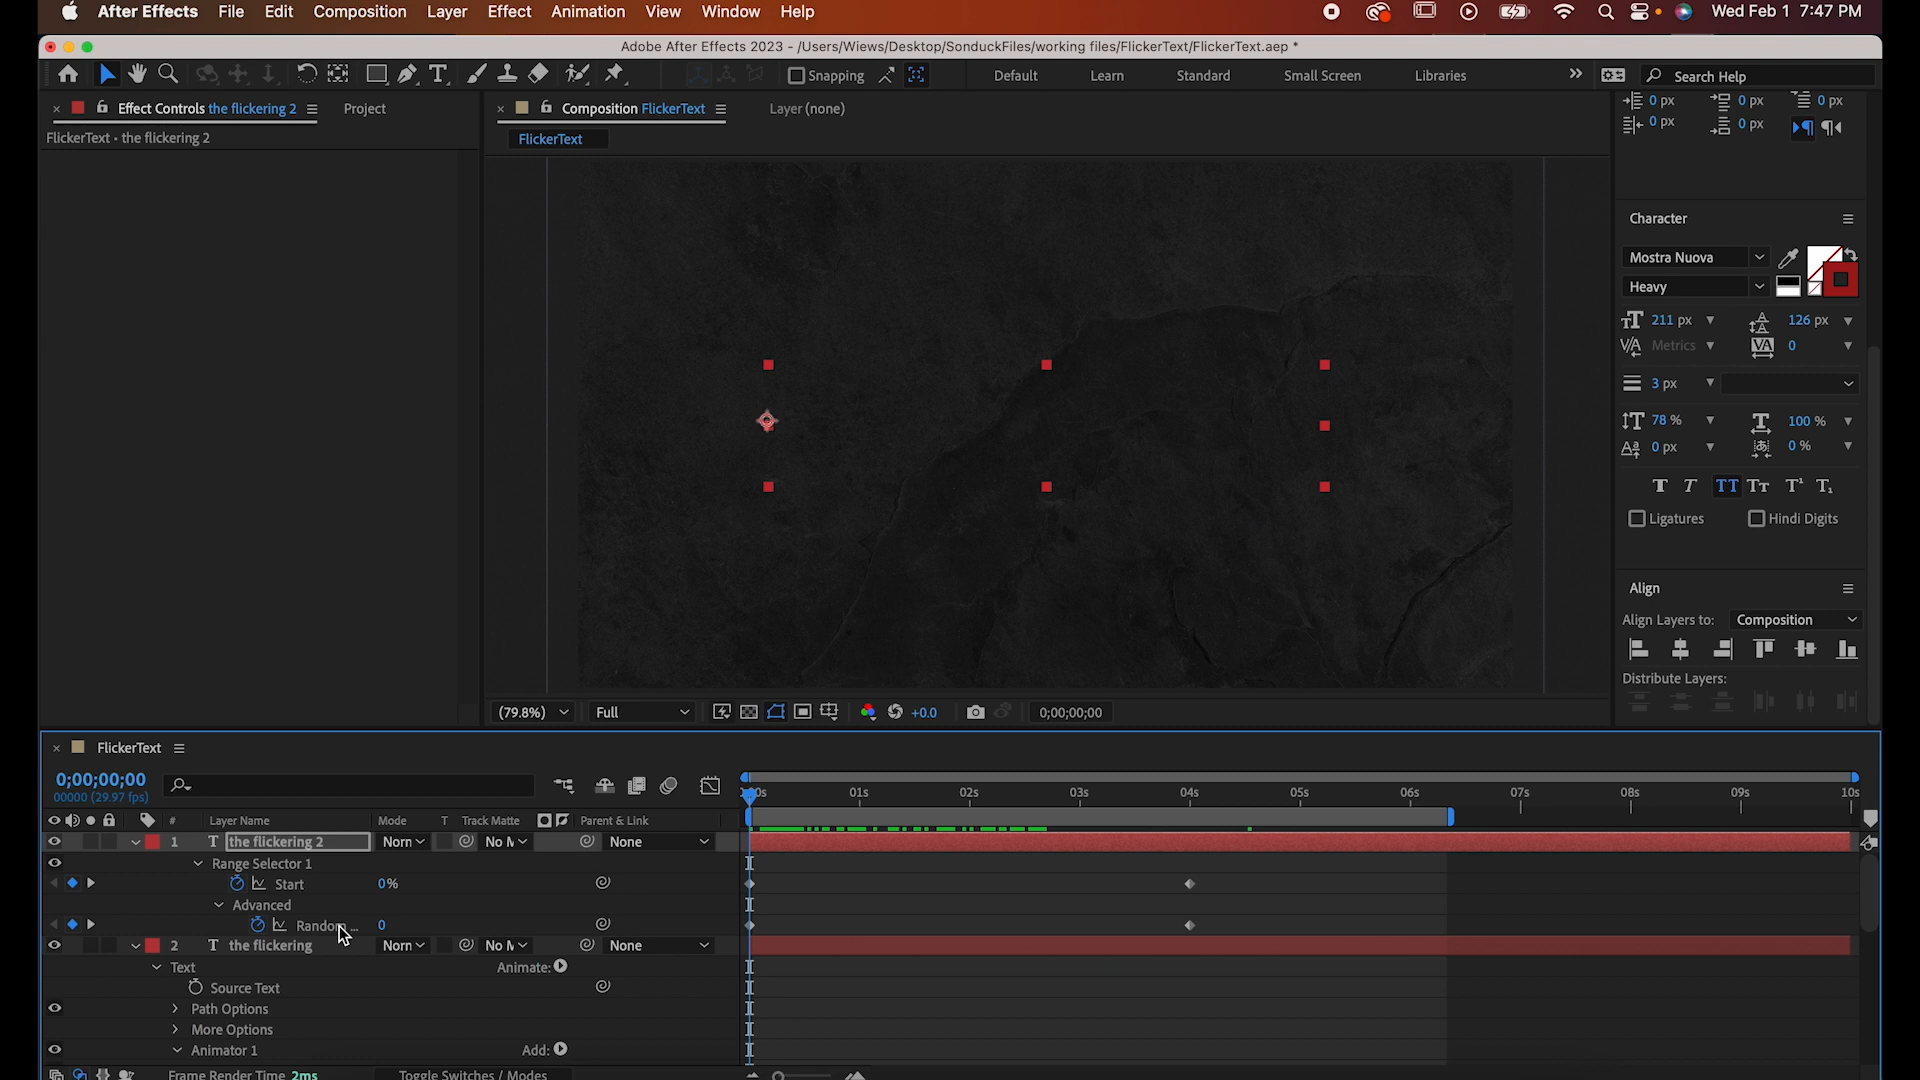 After Effects File Edit Composition Layer Effect Animation View Window Help Wed Feb 1 7:47 PM
Adobe After Effects 2023 - /Users/Wiews/Desktop/SonduckFiles/working files/FlickerText/FlickerText.aep *
Snapping Default Learn Standard Small Screen Libraries Search Help
Effect Controls the flickering 2 Project Composition FlickerText Layer (none)
0 px 0 px 0 px
0 px 0 px
FlickerText • the flickering 2
FlickerText
Character
Mostra Nuova
Heavy
211 px 126 px
Metrics 0
3 px
78 % 100 %
0 px 0 %
Ligatures Hindi Digits
Align
Align Layers to: Composition
Distribute Layers:
(79.8%) Full +0.0 0;00;00;00
FlickerText
0;00;00;00
00000 (29.97 fps)
01s 02s 03s 04s 05s 06s 07s 08s 09s 10s
# Layer Name Mode T Track Matte Parent & Link
1 T the flickering 2 Norn No M None
Range Selector 1
Start 0%
Advanced
Random ... 0
2 T the flickering Norn No M None
Text Animate:
Source Text
Path Options
More Options
Animator 1 Add:
Frame Render Time 2ms Toggle Switches / Modes